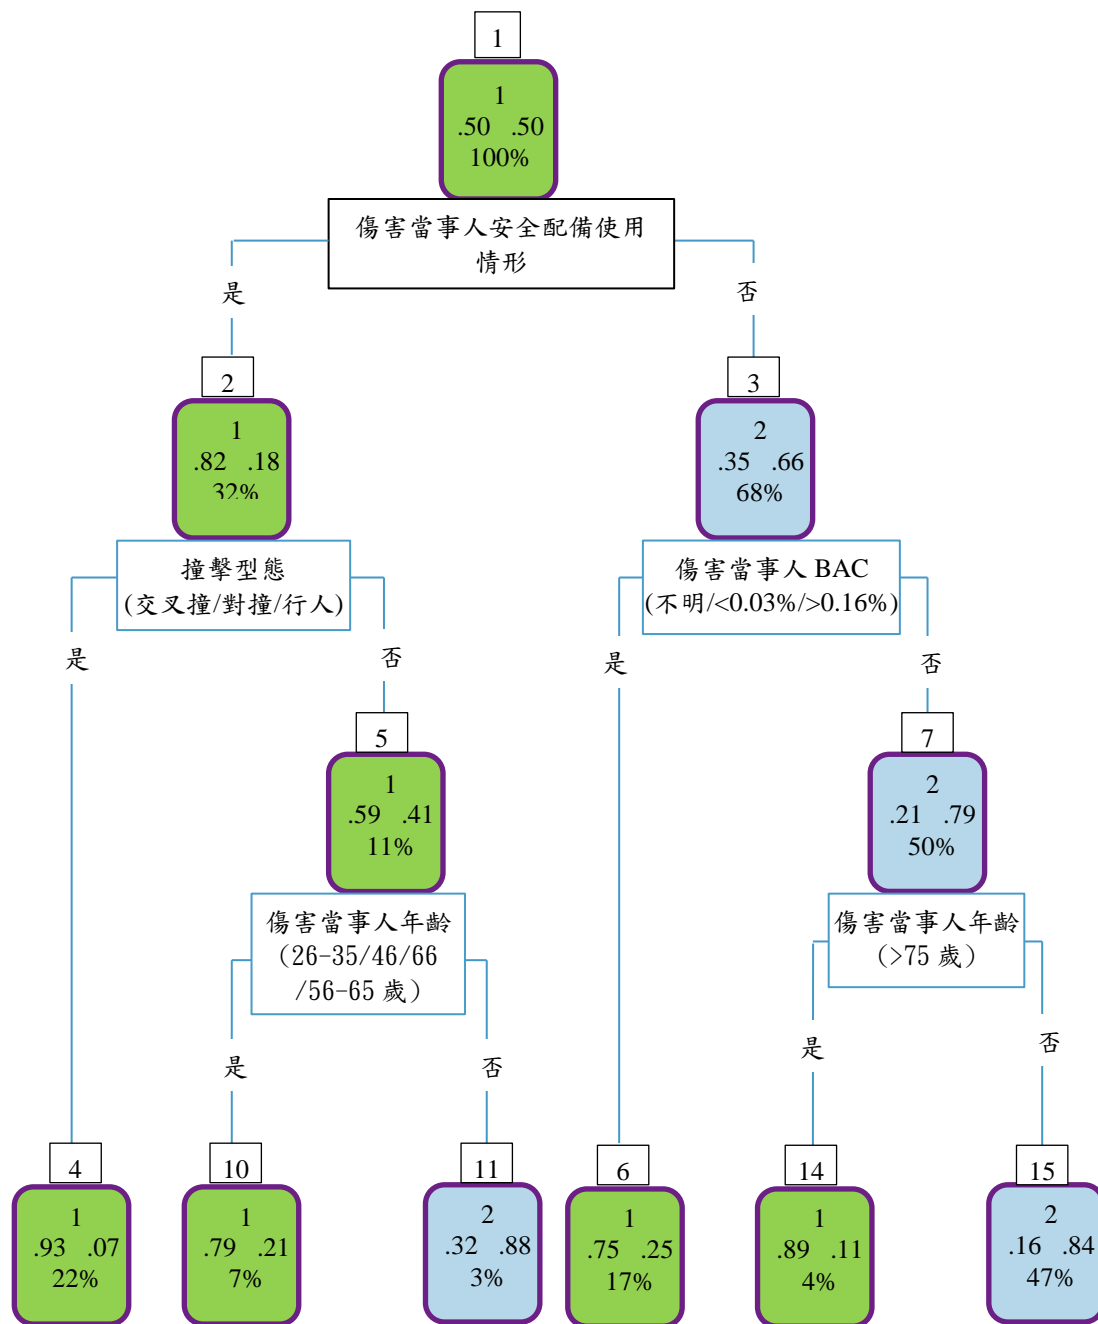 1
1
.50 .50
100%
傷害當事人安全配備使用
情形
是
否
2
1
.82 .18
32%
3
2
.35 .66
68%
撞擊型態
(交叉撞/對撞/行人)
傷害當事人 BAC
(不明/<0.03%/>0.16%)
是
否
是
否
5
1
.59 .41
11%
7
2
.21 .79
50%
傷害當事人年齡
(26-35/46/66
/56-65 歲)
傷害當事人年齡
(>75 歲)
是
否
是
否
4
1
.93 .07
22%
10
1
.79 .21
7%
11
2
.32 .88
3%
6
1
.75 .25
17%
14
1
.89 .11
4%
15
2
.16 .84
47%